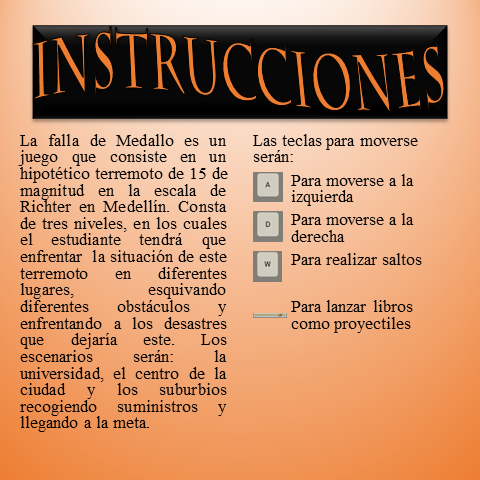 INSTRUCCIONES
La falla de Medallo es un
juego que consiste en un
hipotético terremoto de 15 de
magnitud en la escala de
Richter en Medellín. Consta
de tres niveles, en los cuales
el estudiante tendrá que
enfrentar la situación de este
terremoto en diferentes
lugares, esquivando
diferentes obstáculos y
enfrentando a los desastres
que dejaría este. Los
escenarios serán: la
universidad, el centro de la
ciudad y los suburbios
recogiendo suministros y
llegando a la meta.
Las teclas para moverse
serán:
A Para moverse a la
izquierda
D Para moverse a la
derecha
W Para realizar saltos
Para lanzar libros
como proyectiles